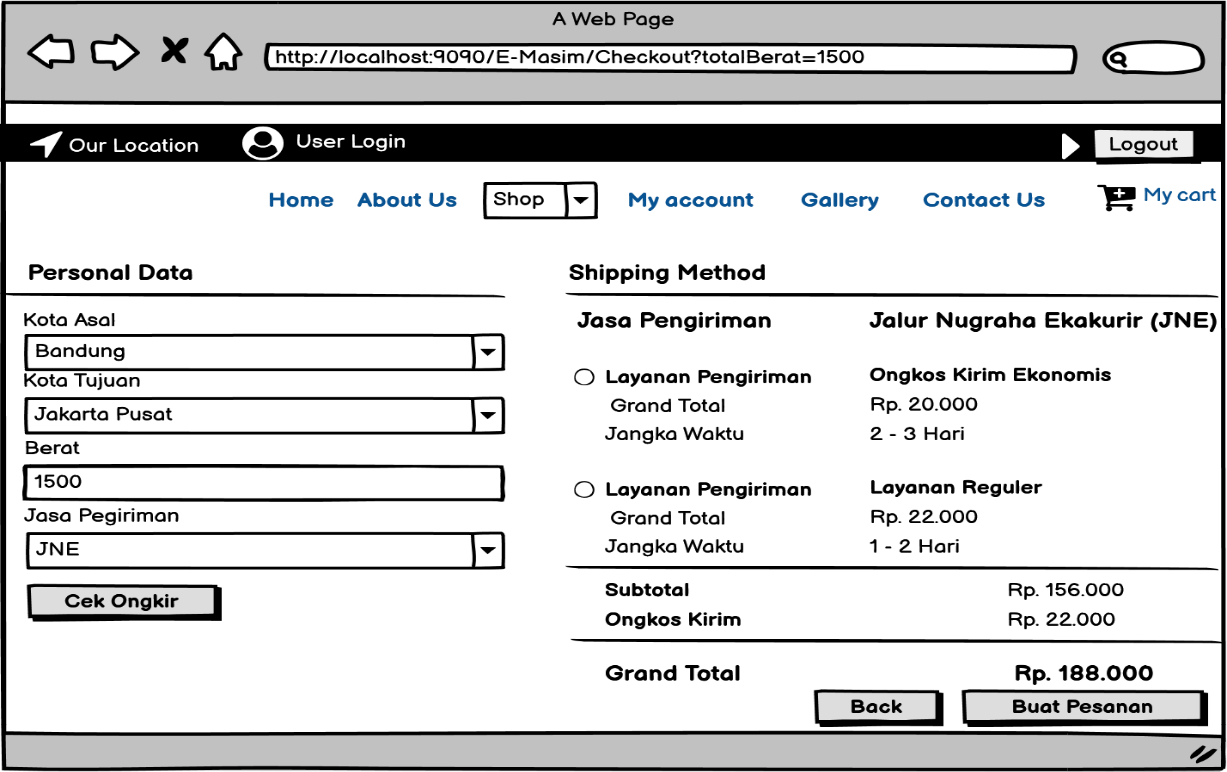 A Web Page
http://localhost:9090/E-Masim/Checkout?totalBerat=1500
Our Location
User Login
Logout
Home
About Us
Shop
My account
Gallery
Contact Us
My cart
Personal Data
Kota Asal
Bandung
Kota Tujuan
Jakarta Pusat
Berat
1500
Jasa Pegiriman
JNE
Cek Ongkir
Shipping Method
Jasa Pengiriman
Jalur Nugraha Ekakurir (JNE)
Layanan Pengiriman
Ongkos Kirim Ekonomis
Grand Total
Rp. 20.000
Jangka Waktu
2 - 3 Hari
Layanan Pengiriman
Layanan Reguler
Grand Total
Rp. 22.000
Jangka Waktu
1 - 2 Hari
Subtotal
Rp. 156.000
Ongkos Kirim
Rp. 22.000
Grand Total
Rp. 188.000
Back
Buat Pesanan